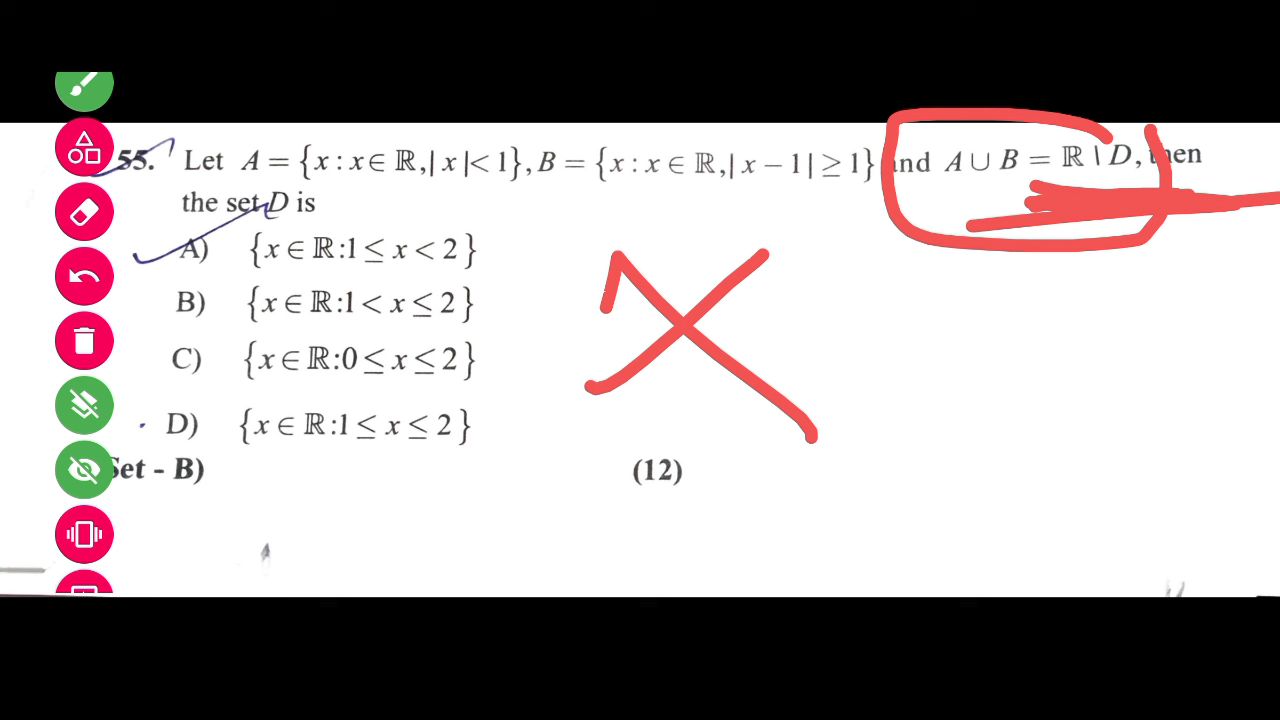 55. Let A = {x : x ∈ ℝ, | x |< 1}, B = {x : x ∈ ℝ, | x − 1 | ≥ 1} and A ∪ B = ℝ \ D, then
the set D is
A) {x ∈ ℝ:1 ≤ x < 2}
B) {x ∈ ℝ:1 < x ≤ 2}
C) {x ∈ ℝ:0 ≤ x ≤ 2}
D) {x ∈ ℝ:1 ≤ x ≤ 2}
Set - B) (12)